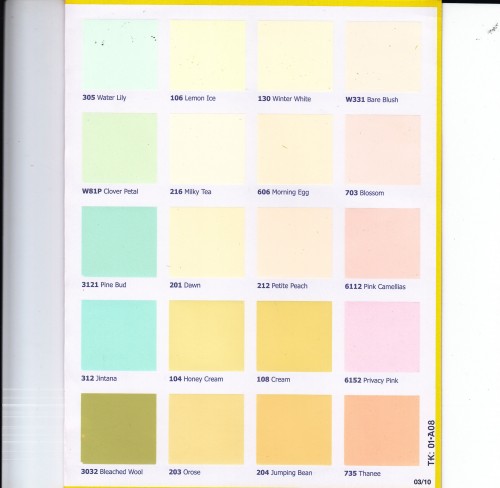 305 Water Lily
106 Lemon Ice
130 Winter White
W331 Bare Blush
W81P Clover Petal
216 Milky Tea
606 Morning Egg
703 Blossom
3121 Pine Bud
201 Dawn
212 Petite Peach
6112 Pink Camellias
312 Jintana
104 Honey Cream
108 Cream
6152 Privacy Pink
3032 Bleached Wool
203 Orose
204 Jumping Bean
735 Thanee
TK: 01-A08
03/10